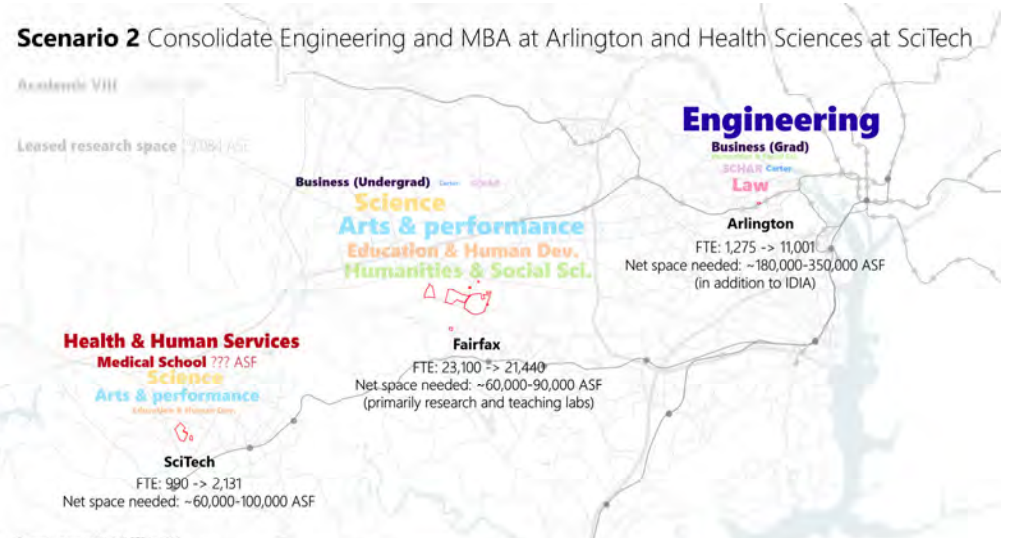 Scenario 2 Consolidate Engineering and MBA at Arlington and Health Sciences at SciTech
Academic VIII
Leased research space
Engineering
Business (Grad)
SCHAR Carter
Law
Arlington
FTE: 1,275 -> 11,001
Net space needed: ~180,000-350,000 ASF
(in addition to IDIA)
Business (Undergrad) Carter SCHAR
Science
Arts & performance
Education & Human Dev.
Humanities & Social Sci.
Fairfax
FTE: 23,100 -> 21,440
Net space needed: ~60,000-90,000 ASF
(primarily research and teaching labs)
Health & Human Services
Medical School ??? ASF
Science
Arts & performance
Education & Human Dev.
SciTech
FTE: 990 -> 2,131
Net space needed: ~60,000-100,000 ASF